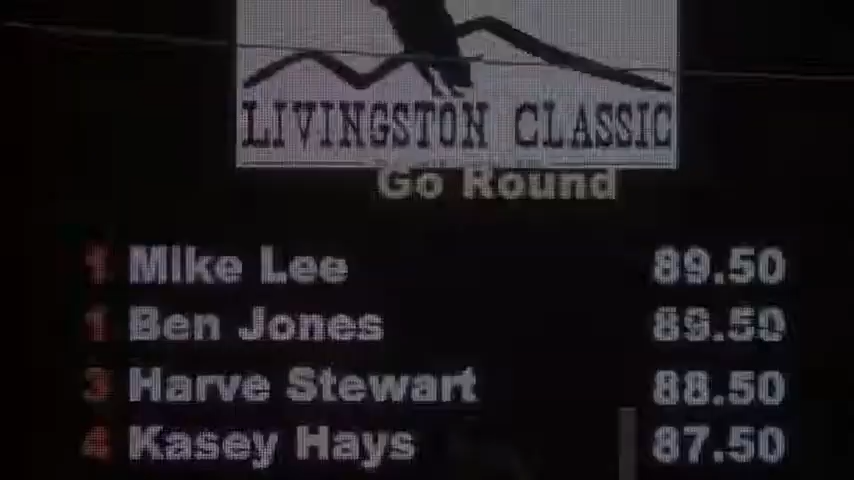 LIVINGSTON CLASSIC
Go Round
1 Mike Lee 89.50
1 Ben Jones 89.50
3 Harve Stewart 88.50
4 Kasey Hays 87.50